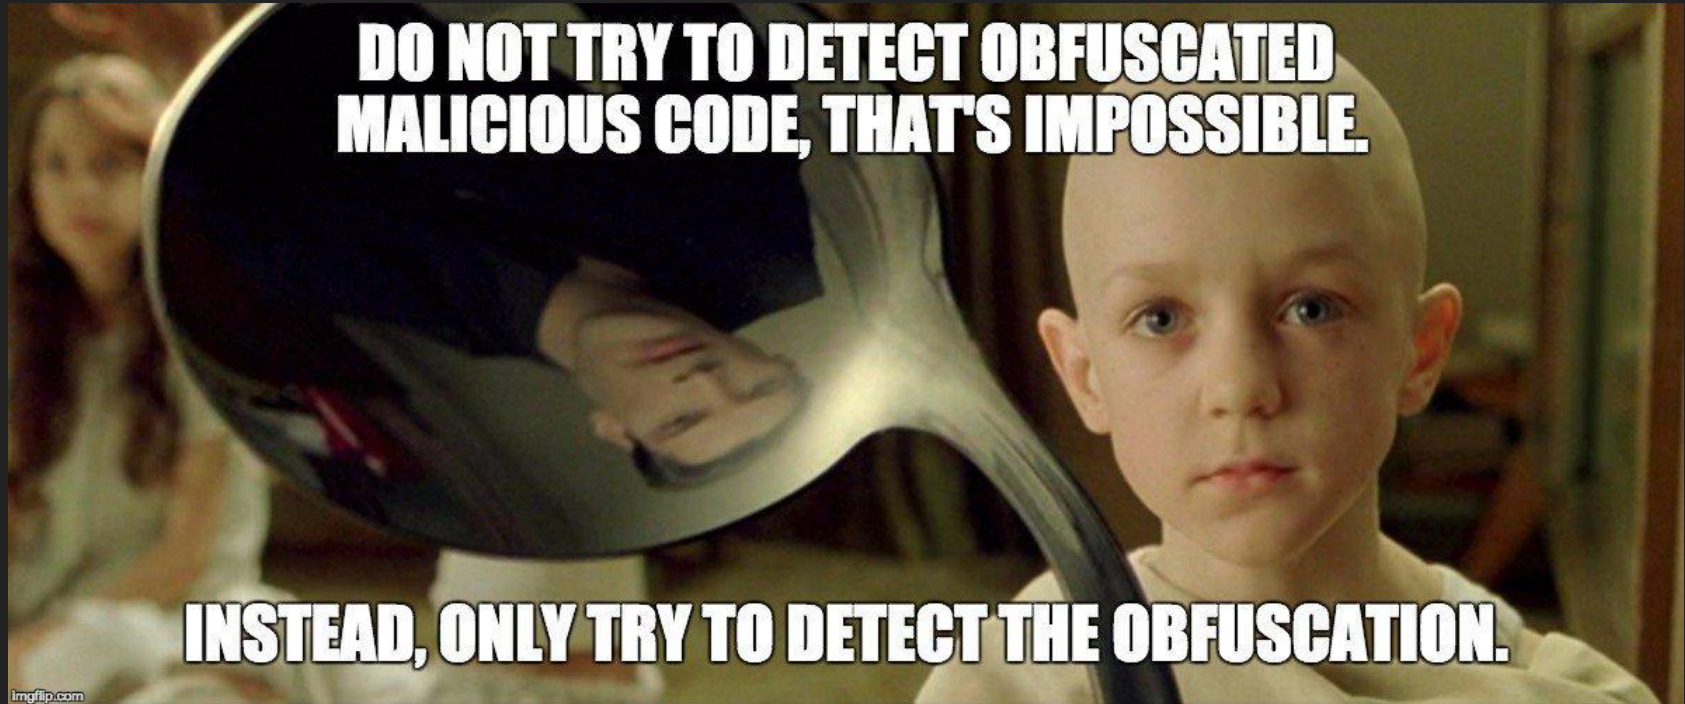 DO NOT TRY TO DETECT OBFUSCATED
MALICIOUS CODE, THAT'S IMPOSSIBLE.
INSTEAD, ONLY TRY TO DETECT THE OBFUSCATION.
imgflip.com